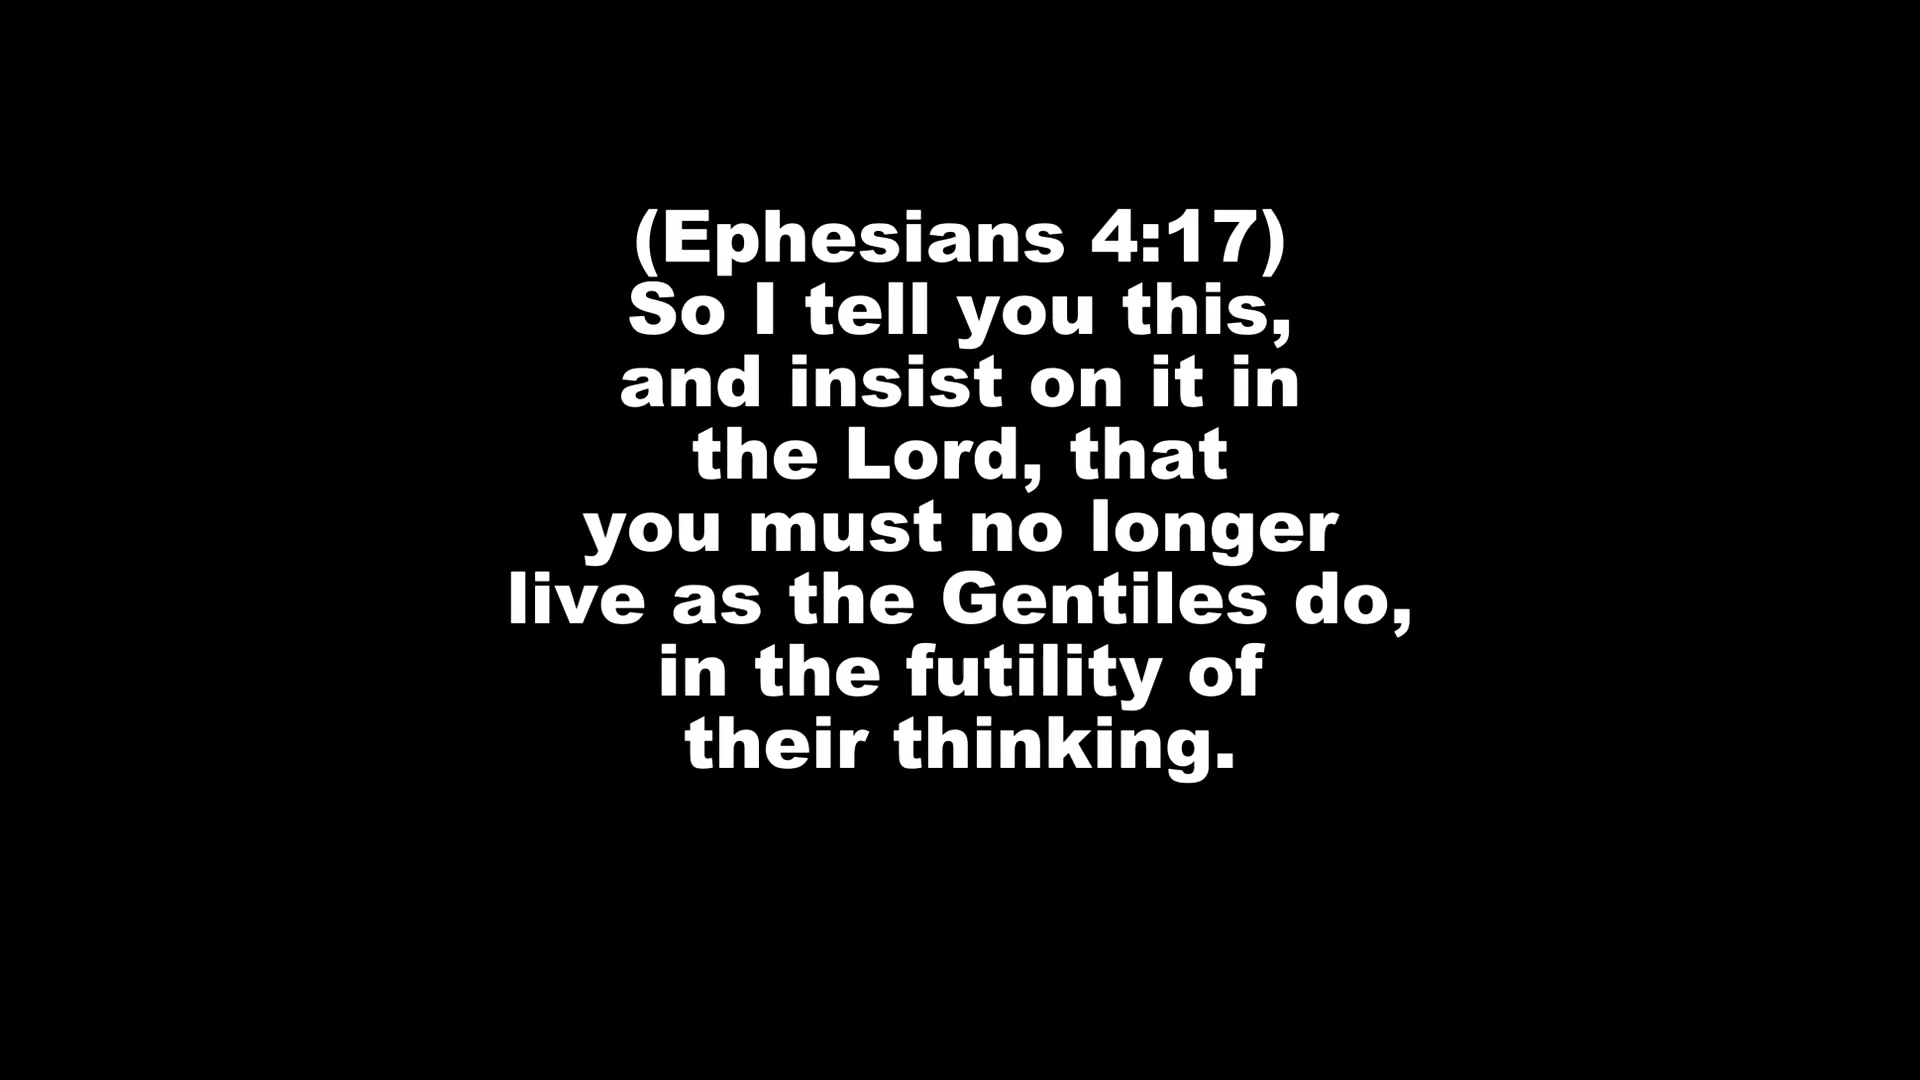 (Ephesians 4:17)
So I tell you this,
and insist on it in
the Lord, that
you must no longer
live as the Gentiles do,
in the futility of
their thinking.